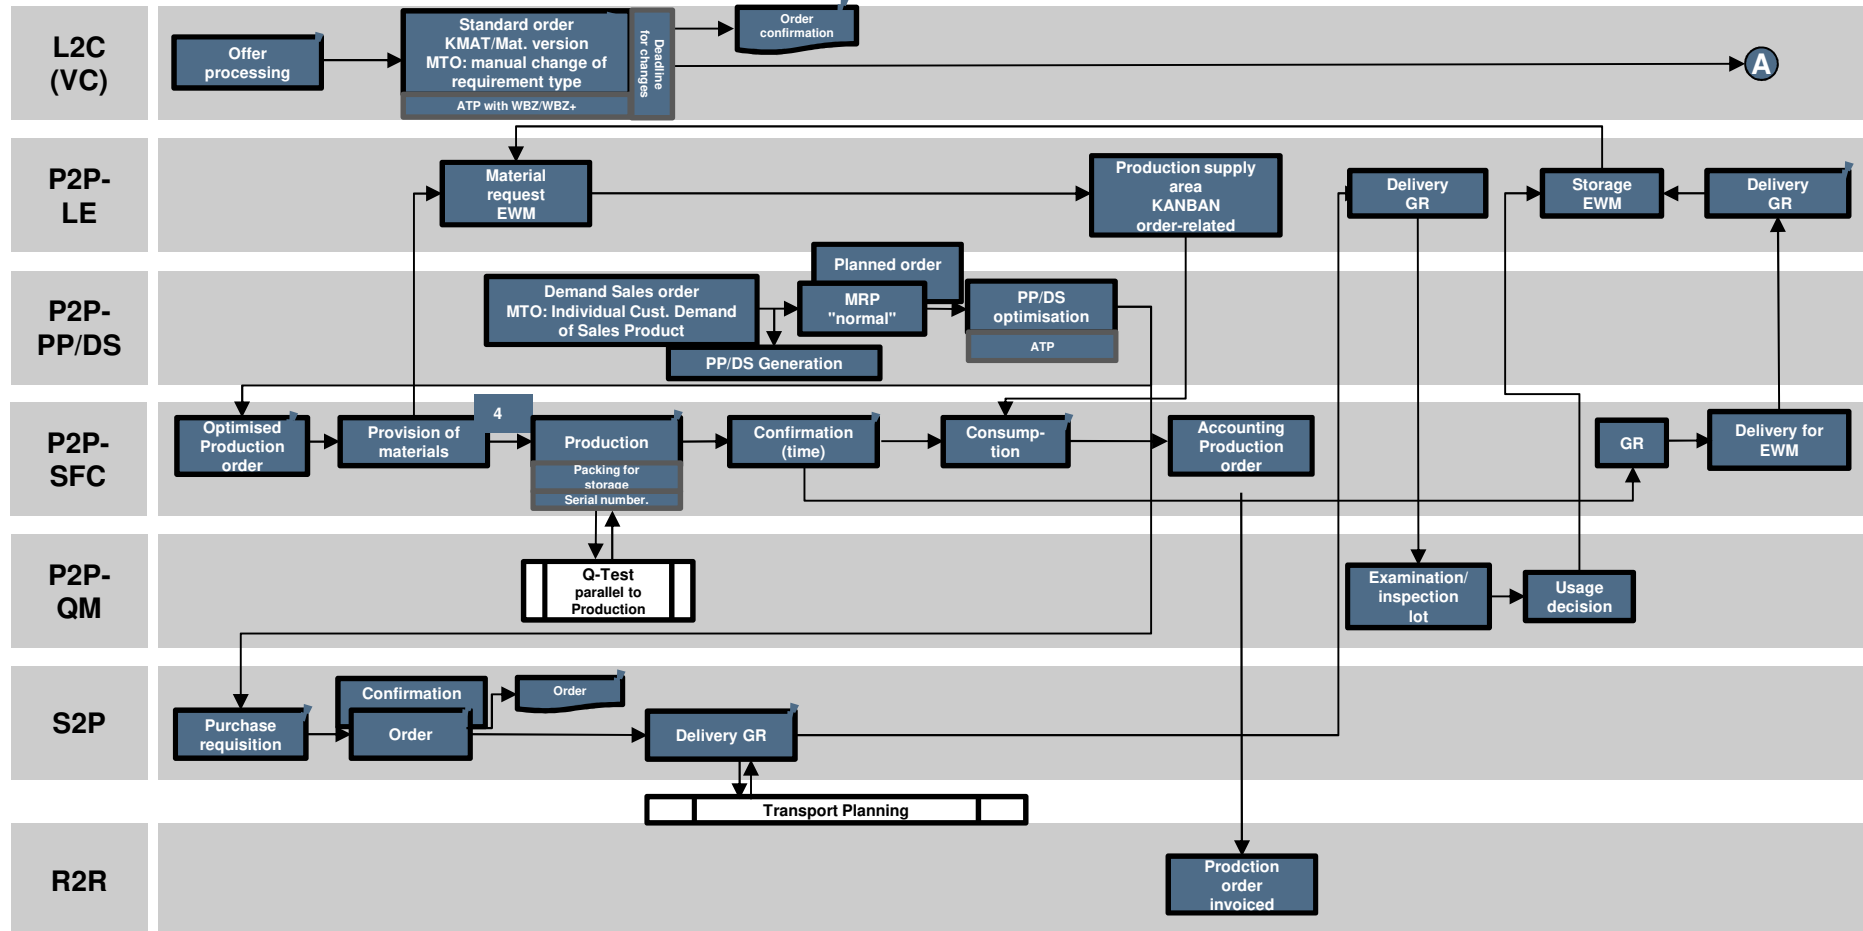 L2C
(VC)
Offer
processing
Standard order
KMAT/Mat. version
MTO: manual change of
requirement type
ATP with WBZ/WBZ+
Deadline
for changes
Order
confirmation
A
P2P-
LE
Material
request
EWM
Production supply
area
KANBAN
order-related
Delivery
GR
Storage
EWM
Delivery
GR
P2P-
PP/DS
Demand Sales order
MTO: Individual Cust. Demand
of Sales Product
PP/DS Generation
Planned order
MRP
"normal"
PP/DS
optimisation
ATP
P2P-
SFC
Optimised
Production
order
Provision of
materials
4
Production
Packing for
storage
Serial number.
Confirmation
(time)
Consump-
tion
Accounting
Production
order
GR
Delivery for
EWM
P2P-
QM
Q-Test
parallel to
Production
Examination/
inspection
lot
Usage
decision
S2P
Purchase
requisition
Confirmation
Order
Order
Delivery GR
Transport Planning
R2R
Prodction
order
invoiced